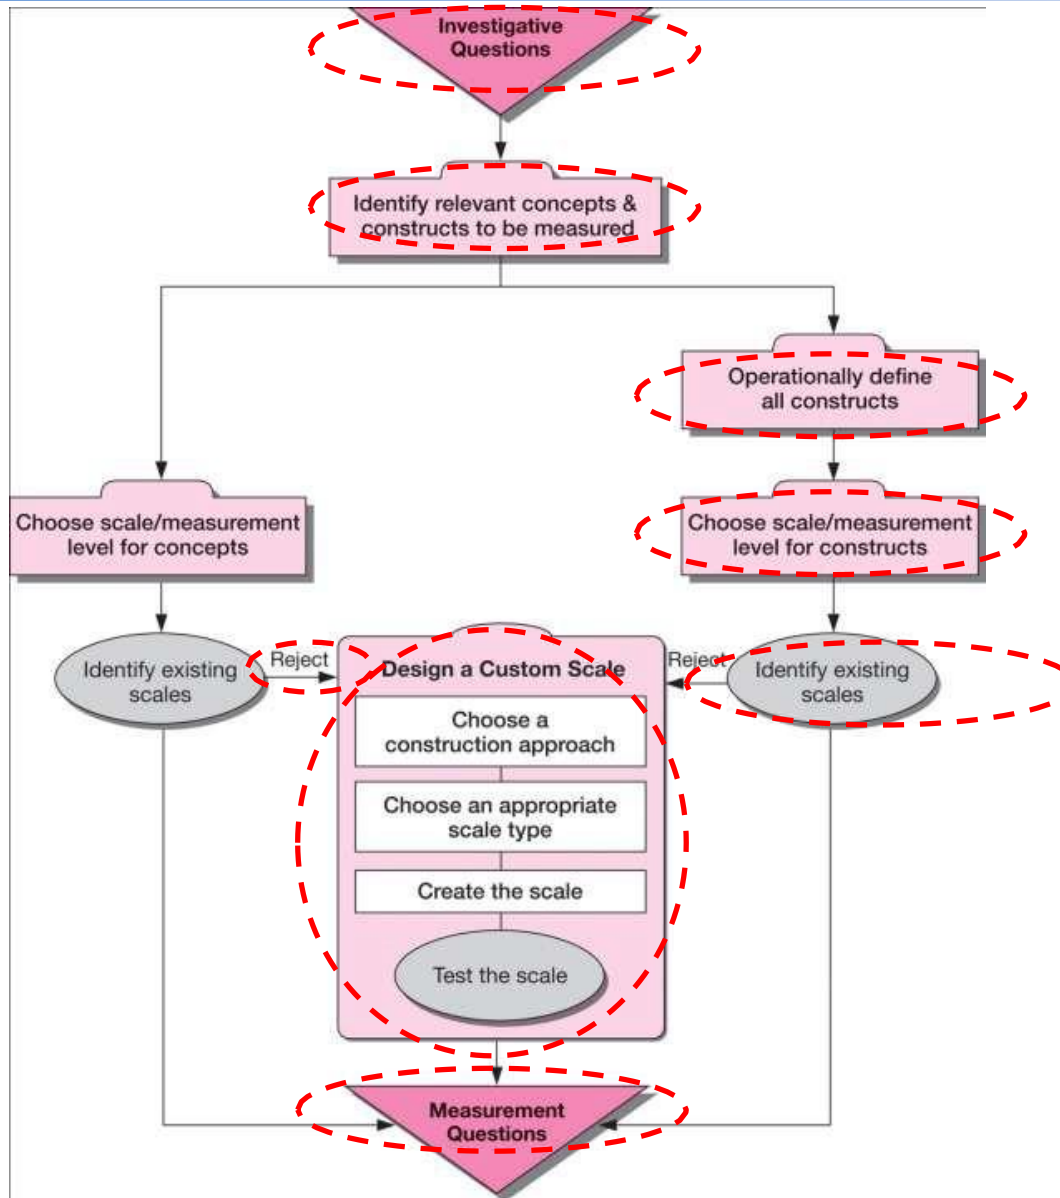 Investigative
Questions
Identify relevant concepts &
constructs to be measured
Operationally define
all constructs
Choose scale/measurement
level for concepts
Choose scale/measurement
level for constructs
Identify existing
scales
Reject
Design a Custom Scale
Reject
Identify existing
scales
Choose a
construction approach
Choose an appropriate
scale type
Create the scale
Test the scale
Measurement
Questions